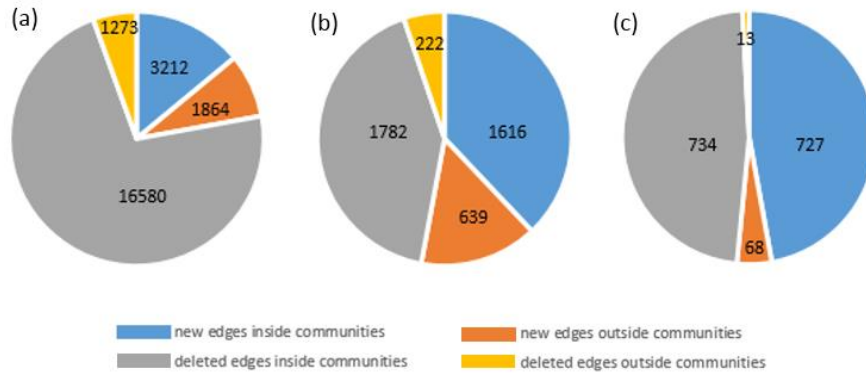 (a)
1273
3212
1864
16580
(b)
222
1782
1616
639
(c)
13
734
727
68
new edges inside communities
new edges outside communities
deleted edges inside communities
deleted edges outside communities